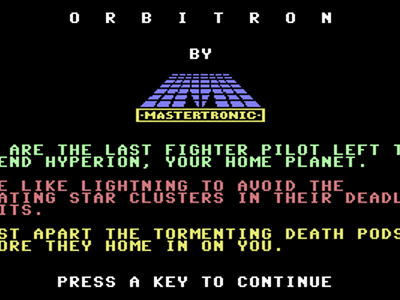 O R B I T R O N
BY
MASTERTRONIC
ARE THE LAST FIGHTER PILOT LEFT T
END HYPERION, YOUR HOME PLANET.
E LIKE LIGHTNING TO AVOID THE
ATING STAR CLUSTERS IN THEIR DEADL
ITS.
ST APART THE TORMENTING DEATH PODS
ORE THEY HOME IN ON YOU.
PRESS A KEY TO CONTINUE